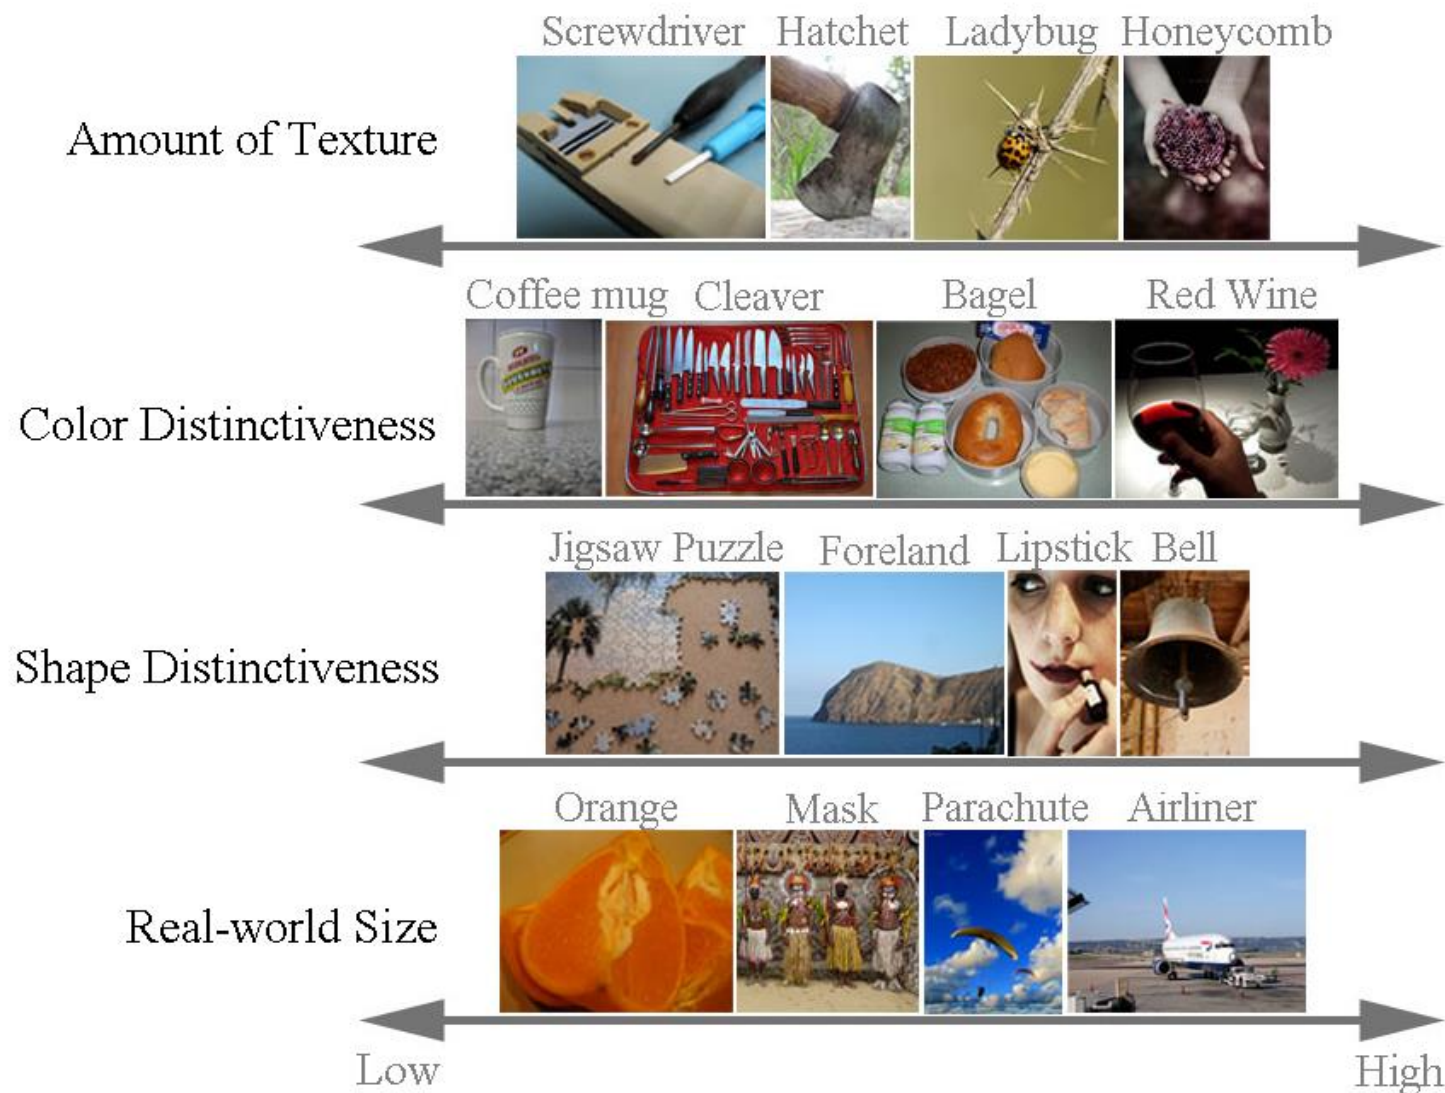 Screwdriver Hatchet Ladybug Honeycomb
Amount of Texture
Coffee mug Cleaver Bagel Red Wine
Color Distinctiveness
Jigsaw Puzzle Foreland Lipstick Bell
Shape Distinctiveness
Orange Mask Parachute Airliner
Real-world Size
Low High